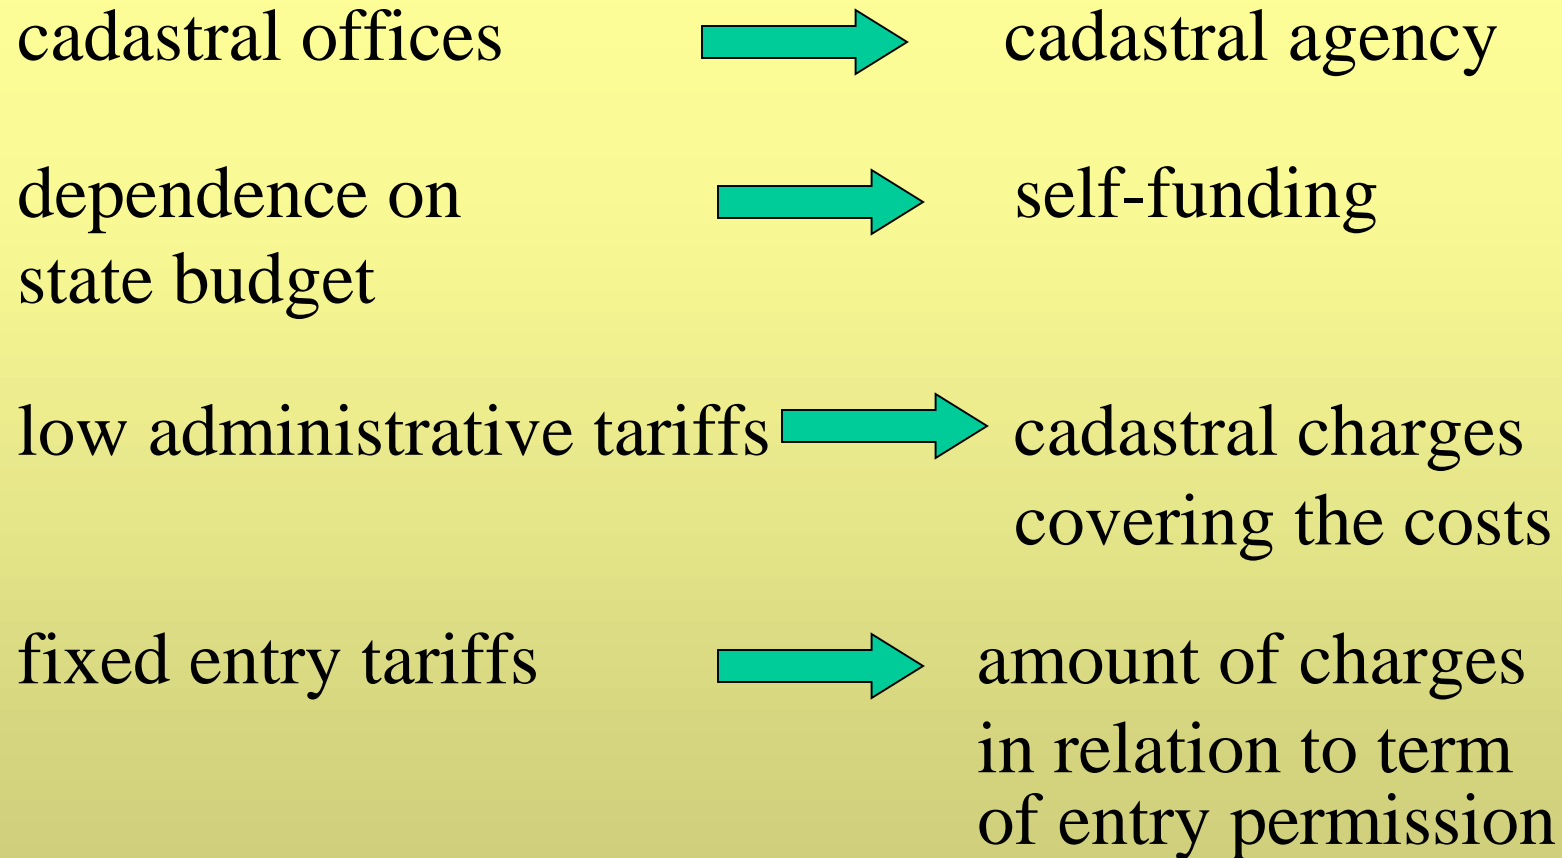 cadastral offices
cadastral agency
dependence on
state budget
self-funding
low administrative tariffs
cadastral charges
covering the costs
fixed entry tariffs
amount of charges
in relation to term
of entry permission